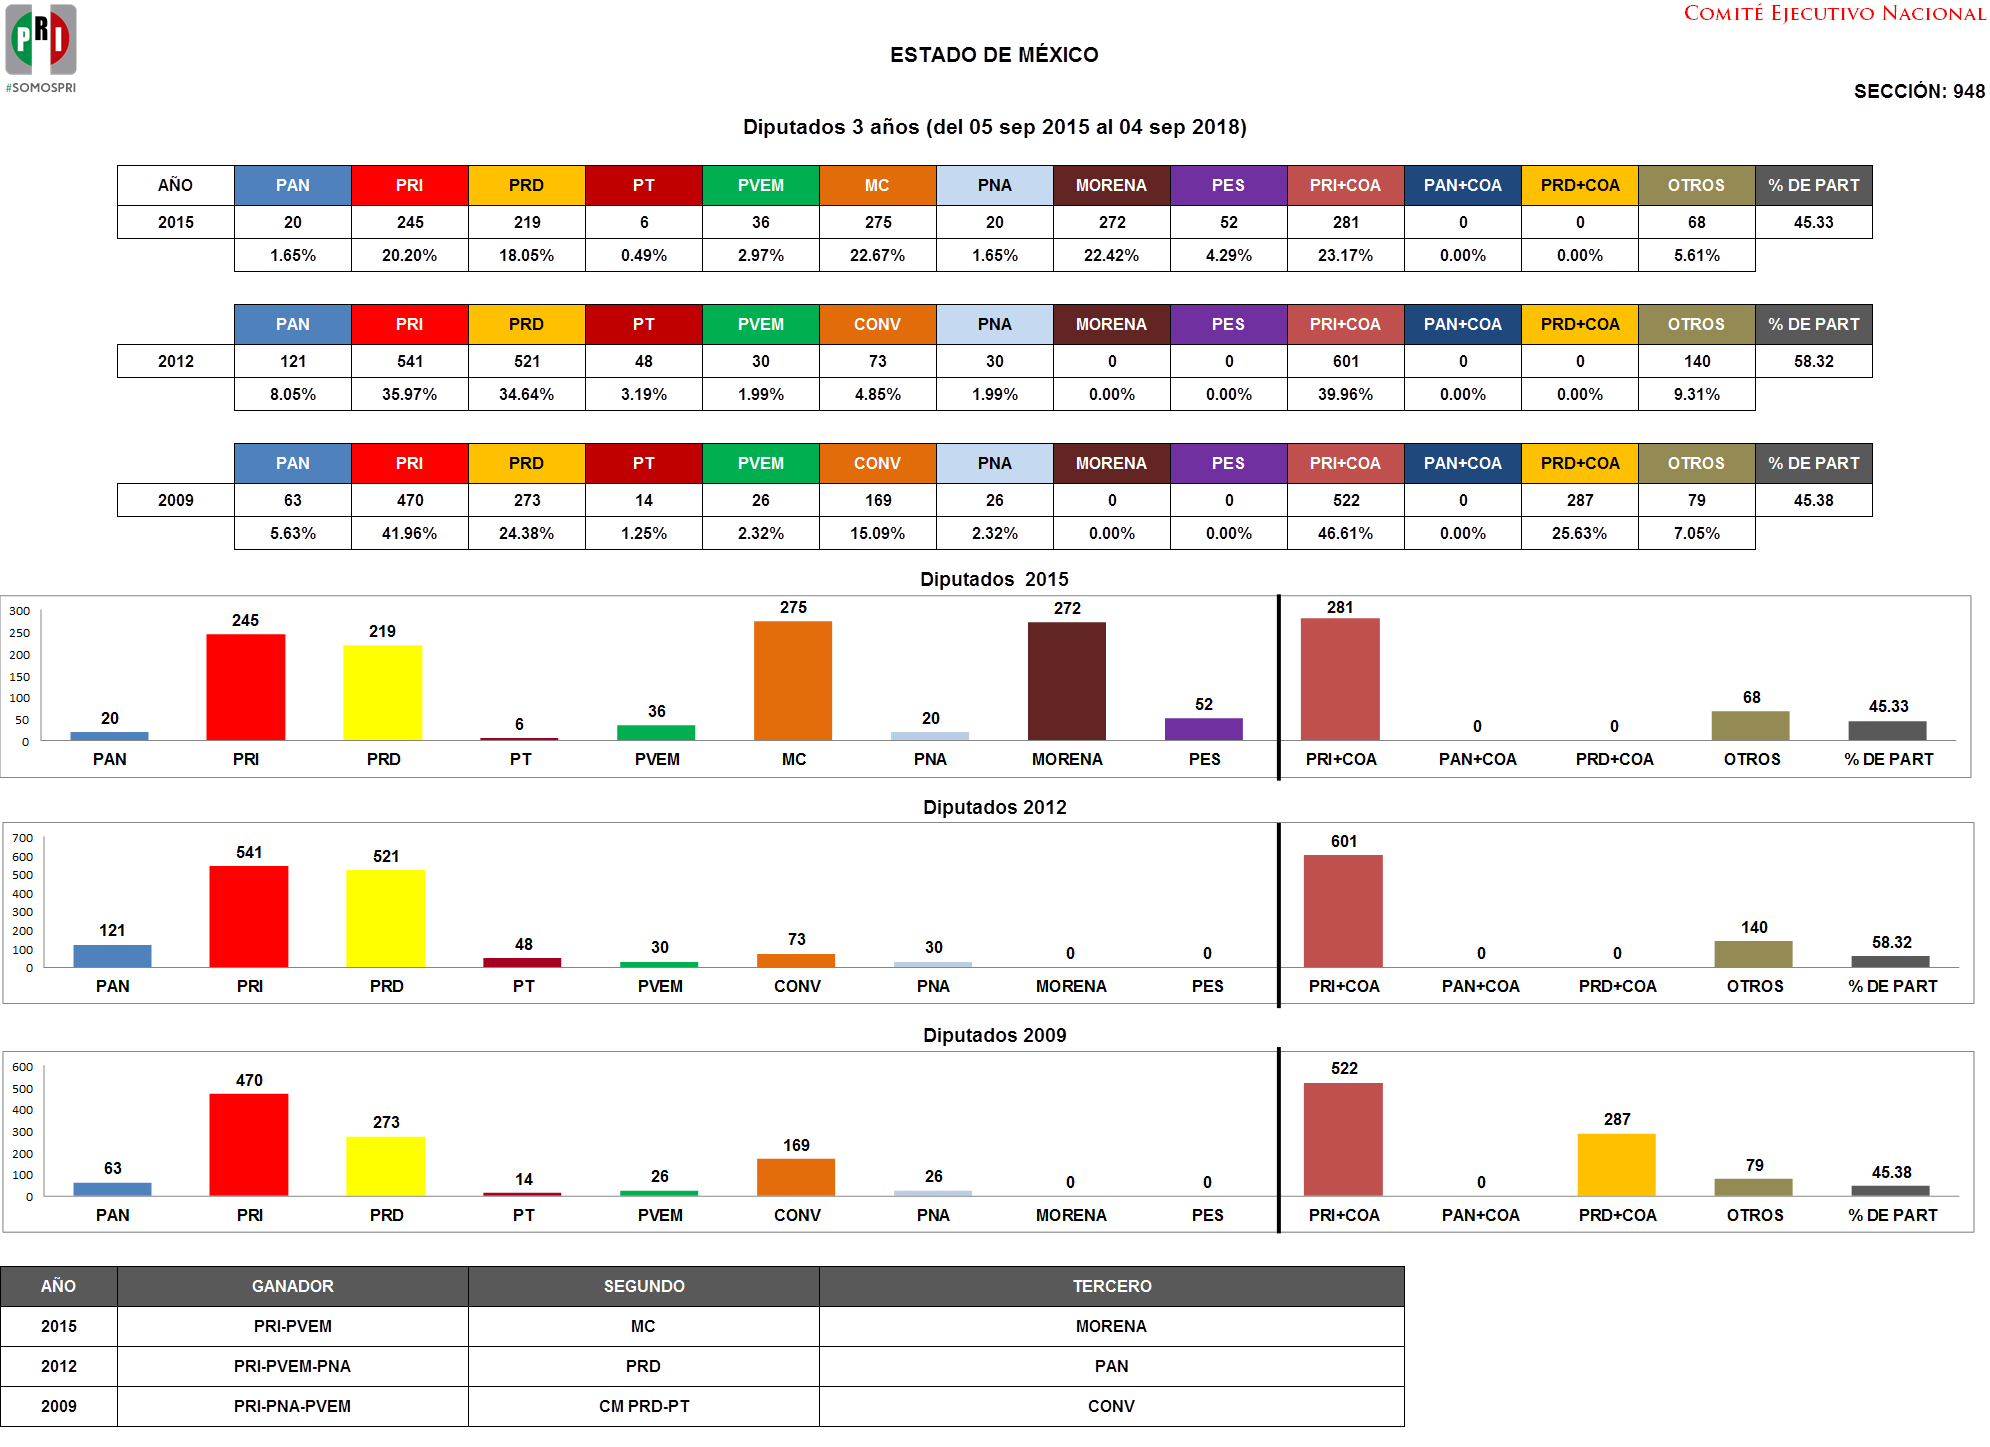 PRI
#SOMOSPRI
COMITÉ EJECUTIVO NACIONAL
ESTADO DE MÉXICO
SECCIÓN: 948
Diputados 3 años (del 05 sep 2015 al 04 sep 2018)
AÑO PAN PRI PRD PT PVEM MC PNA MORENA PES PRI+COA PAN+COA PRD+COA OTROS % DE PART
2015 20 245 219 6 36 275 20 272 52 281 0 0 68 45.33
1.65% 20.20% 18.05% 0.49% 2.97% 22.67% 1.65% 22.42% 4.29% 23.17% 0.00% 0.00% 5.61%
PAN PRI PRD PT PVEM CONV PNA MORENA PES PRI+COA PAN+COA PRD+COA OTROS % DE PART
2012 121 541 521 48 30 73 30 0 0 601 0 0 140 58.32
8.05% 35.97% 34.64% 3.19% 1.99% 4.85% 1.99% 0.00% 0.00% 39.96% 0.00% 0.00% 9.31%
PAN PRI PRD PT PVEM CONV PNA MORENA PES PRI+COA PAN+COA PRD+COA OTROS % DE PART
2009 63 470 273 14 26 169 26 0 0 522 0 287 79 45.38
5.63% 41.96% 24.38% 1.25% 2.32% 15.09% 2.32% 0.00% 0.00% 46.61% 0.00% 25.63% 7.05%
Diputados 2015
300
250
200
150
100
50
0
20 245 219 6 36 275 20 272 52 281 0 0 68 45.33
PAN PRI PRD PT PVEM MC PNA MORENA PES PRI+COA PAN+COA PRD+COA OTROS % DE PART
Diputados 2012
700
600
500
400
300
200
100
0
121 541 521 48 30 73 30 0 0 601 0 0 140 58.32
PAN PRI PRD PT PVEM CONV PNA MORENA PES PRI+COA PAN+COA PRD+COA OTROS % DE PART
Diputados 2009
600
500
400
300
200
100
0
63 470 273 14 26 169 26 0 0 522 0 287 79 45.38
PAN PRI PRD PT PVEM CONV PNA MORENA PES PRI+COA PAN+COA PRD+COA OTROS % DE PART
AÑO GANADOR SEGUNDO TERCERO
2015 PRI-PVEM MC MORENA
2012 PRI-PVEM-PNA PRD PAN
2009 PRI-PNA-PVEM CM PRD-PT CONV